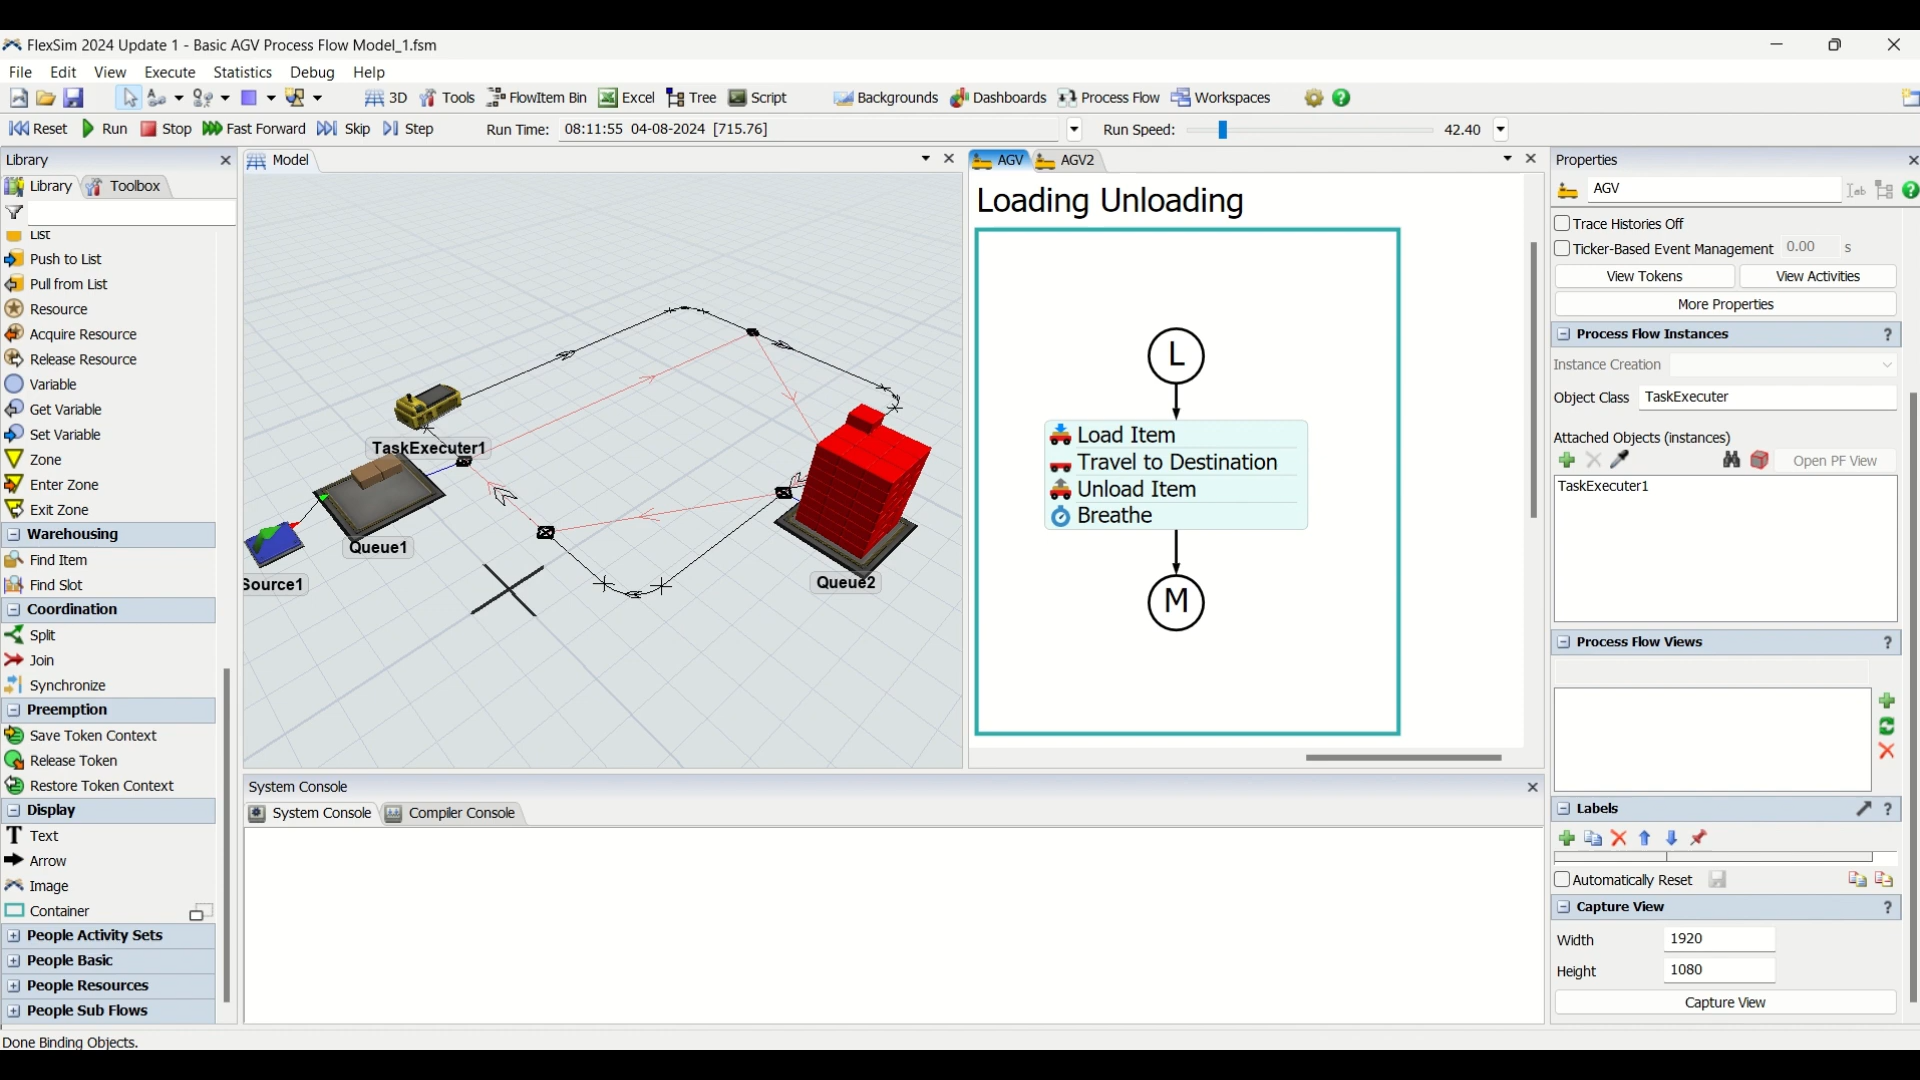 FlexSim 2024 Update 1 - Basic AGV Process Flow Model_1.fsm
File Edit View Execute Statistics Debug Help
3D Tools FlowItem Bin Excel Tree Script Backgrounds Dashboards Process Flow Workspaces
Reset Run Stop Fast Forward Skip Step Run Time: 08:11:55 04-08-2024 [715.76] Run Speed: 42.40
Library
Library Toolbox
List
Push to List
Pull from List
Resource
Acquire Resource
Release Resource
Variable
Get Variable
Set Variable
Zone
Enter Zone
Exit Zone
Warehousing
Find Item
Find Slot
Coordination
Split
Join
Synchronize
Preemption
Save Token Context
Release Token
Restore Token Context
Display
Text
Arrow
Image
Container
People Activity Sets
People Basic
People Resources
People Sub Flows
Model
TaskExecuter1
Queue1
Source1
Queue2
AGV AGV2
Loading Unloading
L
Load Item
Travel to Destination
Unload Item
Breathe
M
System Console
System Console Compiler Console
Properties
AGV
Trace Histories Off
Ticker-Based Event Management 0.00 s
View Tokens View Activities
More Properties
Process Flow Instances ?
Instance Creation
Object Class TaskExecuter
Attached Objects (instances)
Open PF View
TaskExecuter1
Process Flow Views ?
Labels ?
Automatically Reset
Capture View ?
Width 1920
Height 1080
Capture View
Done Binding Objects.